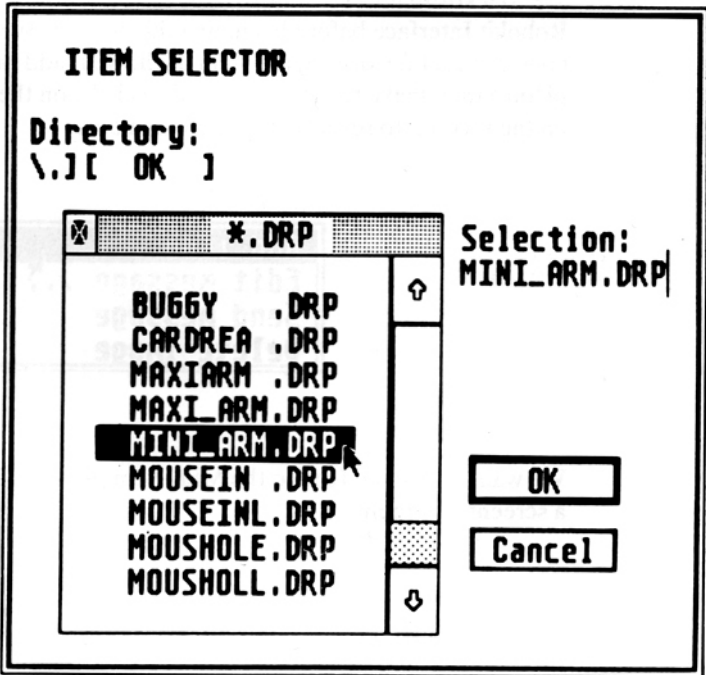 ITEM SELECTOR
Directory:
\.][ OK ]
*.DRP
BUGGY .DRP
CARDREA .DRP
MAXIARM .DRP
MAXI_ARM.DRP
MINI_ARM.DRP
MOUSEIN .DRP
MOUSEINL.DRP
MOUSHOLE.DRP
MOUSHOLL.DRP
Selection:
MINI_ARM.DRP
OK
Cancel